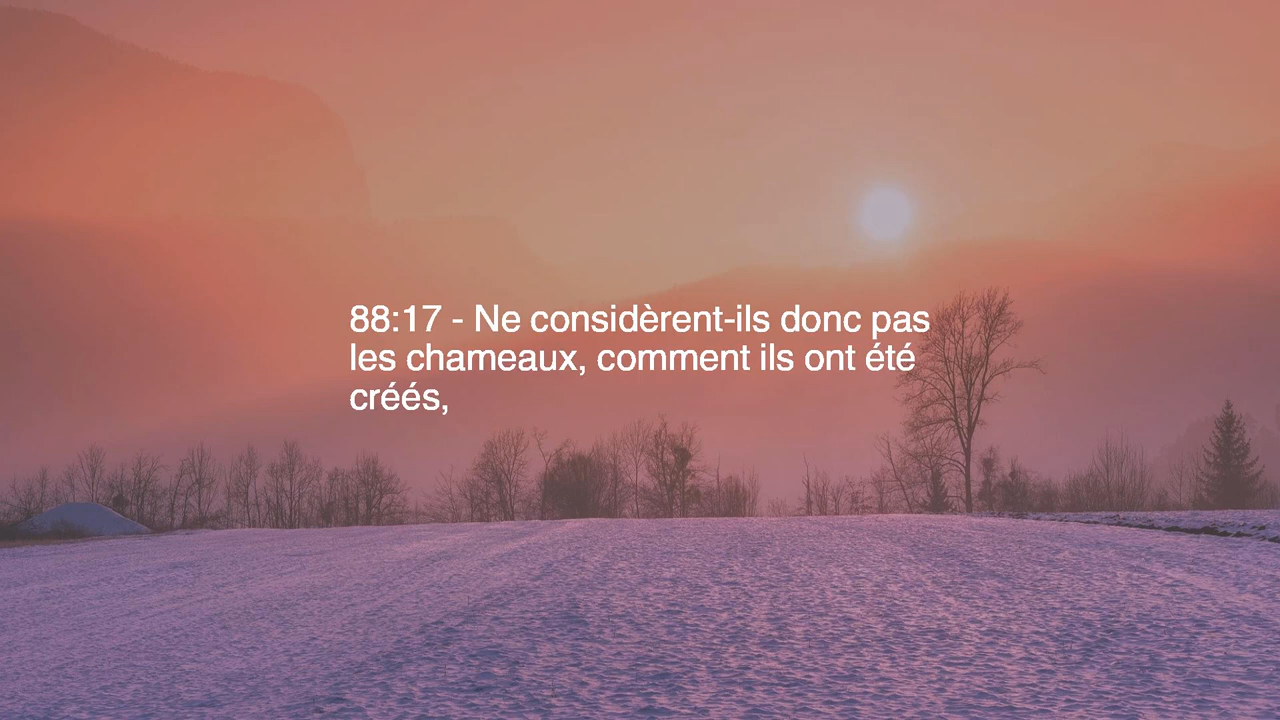 88:17 - Ne considèrent-ils donc pas
les chameaux, comment ils ont été
créés,